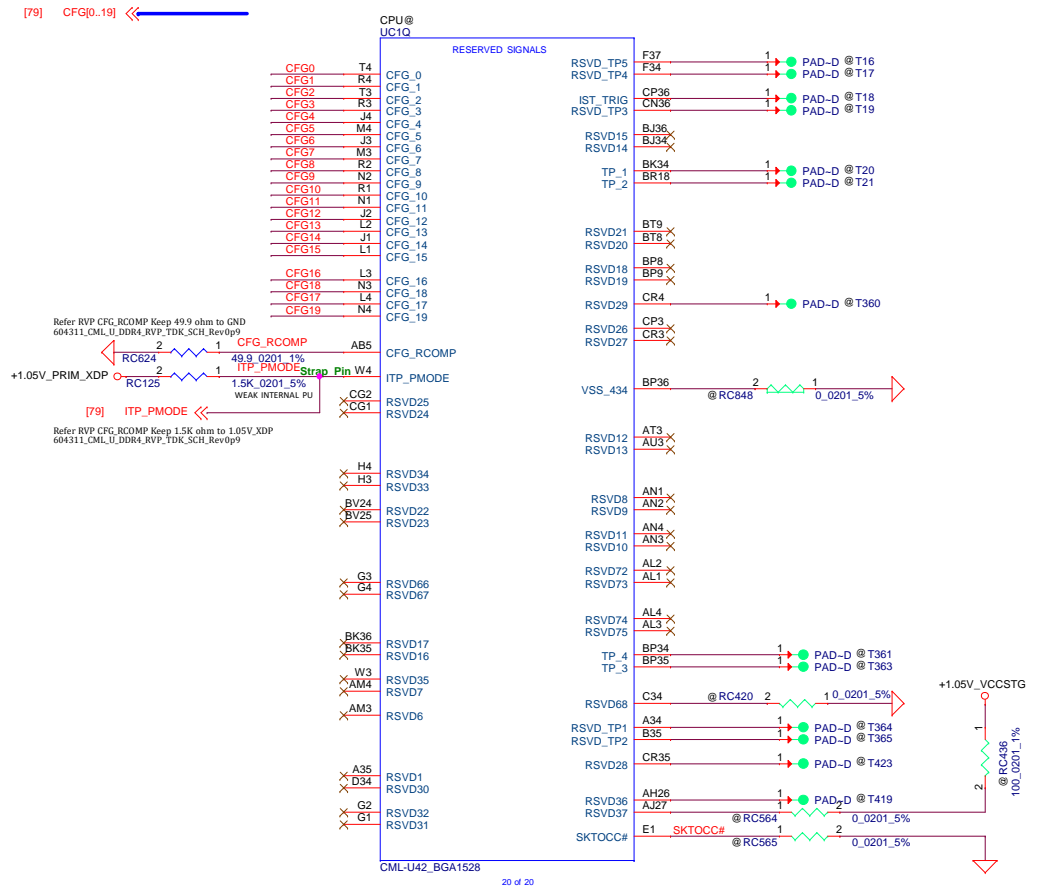 [79] CFG[0..19]
CPU@
UC1Q
RESERVED SIGNALS
CFG0 T4 CFG_0
CFG1 R4 CFG_1
CFG2 T3 CFG_2
CFG3 R3 CFG_3
CFG4 J4 CFG_4
CFG5 M4 CFG_5
CFG6 J3 CFG_6
CFG7 M3 CFG_7
CFG8 R2 CFG_8
CFG9 N2 CFG_9
CFG10 R1 CFG_10
CFG11 N1 CFG_11
CFG12 J2 CFG_12
CFG13 L2 CFG_13
CFG14 J1 CFG_14
CFG15 L1 CFG_15
CFG16 L3 CFG_16
CFG18 N3 CFG_18
CFG17 L4 CFG_17
CFG19 N4 CFG_19
Refer RVP CFG_RCOMP Keep 49.9 ohm to GND
604311_CML_U_DDR4_RVP_TDK_SCH_Rev0p9
2 1 CFG_RCOMP AB5 CFG_RCOMP
RC624 49.9_0201_1%
+1.05V_PRIM_XDP 2 1 ITP_PMODE Strap Pin W4 ITP_PMODE
RC125 1.5K_0201_5%
WEAK INTERNAL PU
[79] ITP_PMODE
Refer RVP CFG_RCOMP Keep 1.5K ohm to 1.05V_XDP
604311_CML_U_DDR4_RVP_TDK_SCH_Rev0p9
CG2 RSVD25
CG1 RSVD24
H4 RSVD34
H3 RSVD33
BV24 RSVD22
BV25 RSVD23
G3 RSVD66
G4 RSVD67
BK36 RSVD17
BK35 RSVD16
W3 RSVD35
AM4 RSVD7
AM3 RSVD6
A35 RSVD1
D34 RSVD30
G2 RSVD32
G1 RSVD31
RSVD_TP5 F37 1 PAD~D @T16
RSVD_TP4 F34 1 PAD~D @T17
IST_TRIG CP36 1 PAD~D @T18
RSVD_TP3 CN36 1 PAD~D @T19
RSVD15 BJ36
RSVD14 BJ34
TP_1 BK34 1 PAD~D @T20
TP_2 BR18 1 PAD~D @T21
RSVD21 BT9
RSVD20 BT8
RSVD18 BP8
RSVD19 BP9
RSVD29 CR4 1 PAD~D @T360
RSVD26 CP3
RSVD27 CR3
VSS_434 BP36 2 1
@RC848 0_0201_5%
RSVD12 AT3
RSVD13 AU3
RSVD8 AN1
RSVD9 AN2
RSVD11 AN4
RSVD10 AN3
RSVD72 AL2
RSVD73 AL1
RSVD74 AL4
RSVD75 AL3
TP_4 BP34 1 PAD~D @T361
TP_3 BP35 1 PAD~D @T363
RSVD68 C34 @RC420 2 1 0_0201_5%
RSVD_TP1 A34 1 PAD~D @T364
RSVD_TP2 B35 1 PAD~D @T365
RSVD28 CR35 1 PAD~D @T423
RSVD36 AH26 1 PAD~D @T419
RSVD37 AJ27 1 2
@RC564 0_0201_5%
SKTOCC# E1 SKTOCC# 1 2
@RC565 0_0201_5%
+1.05V_VCCSTG
1 2
@RC436
100_0201_1%
CML-U42_BGA1528
20 of 20